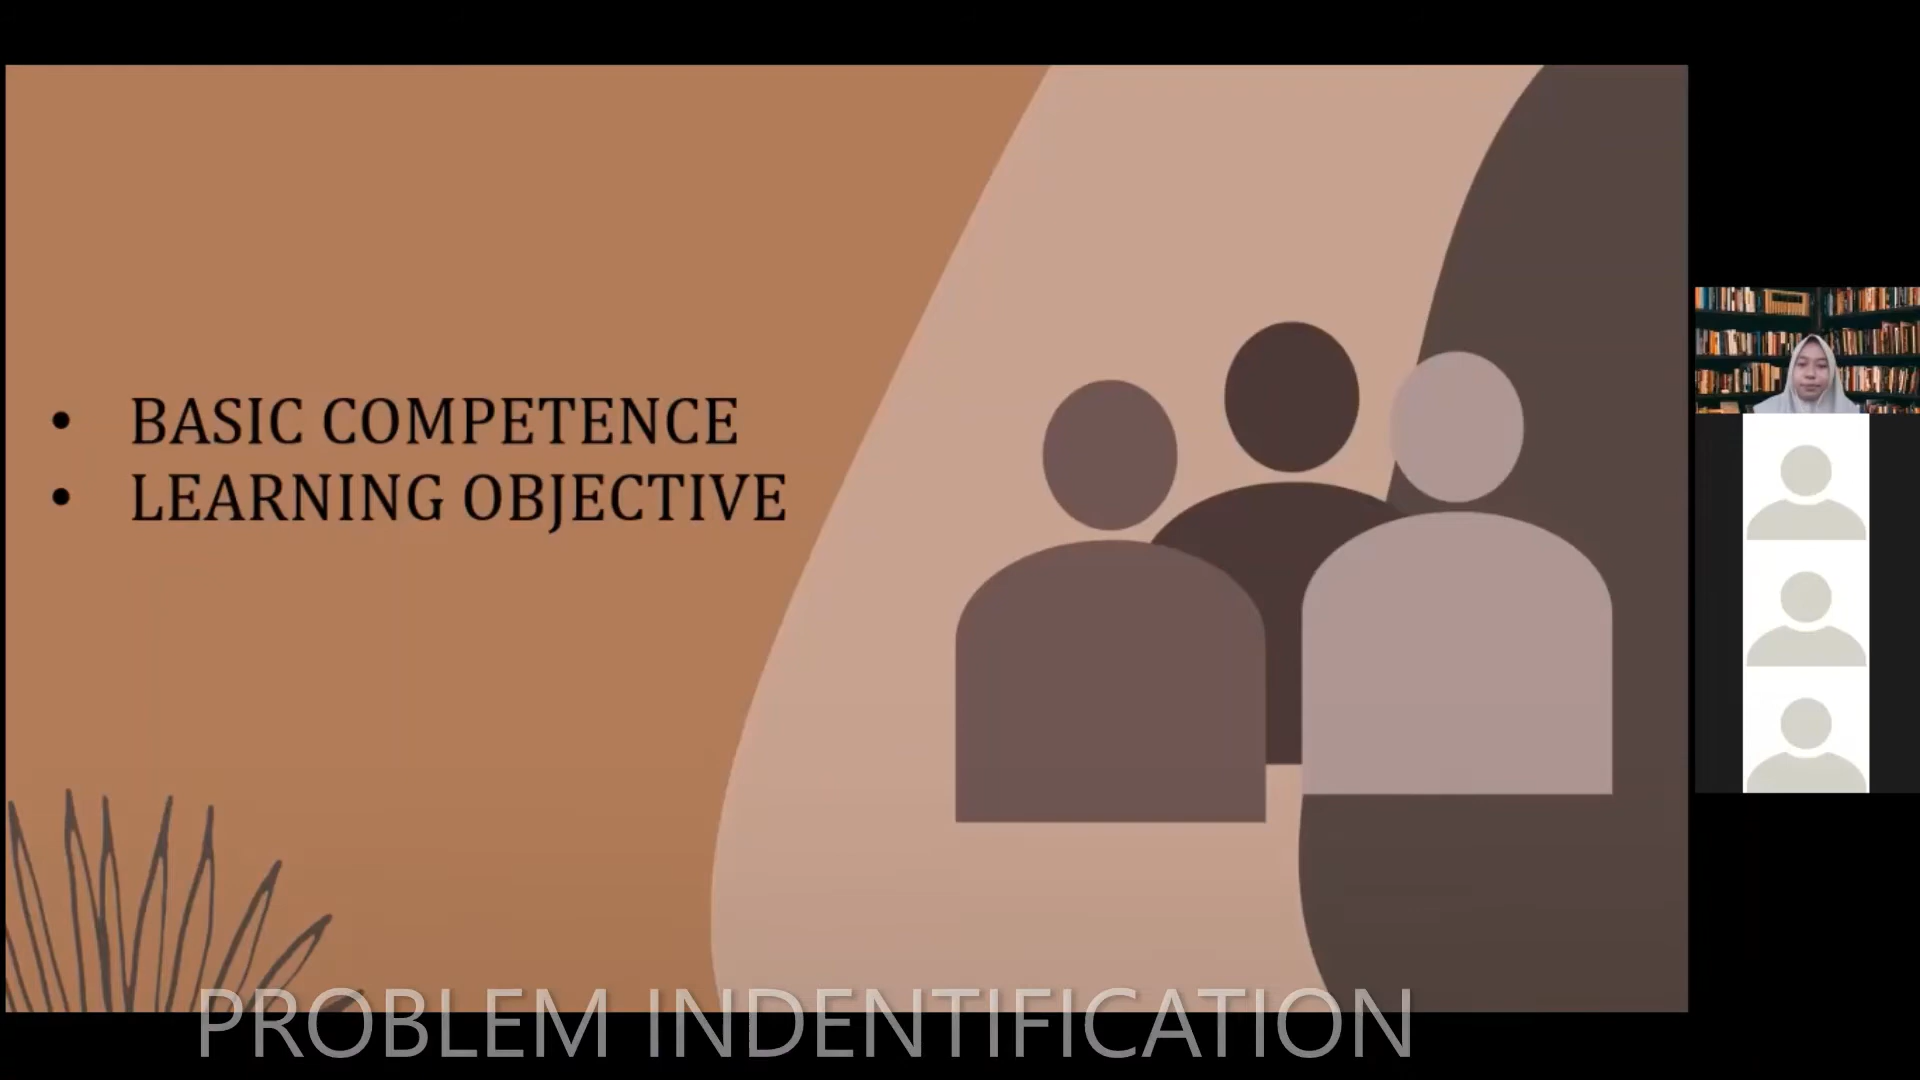 • BASIC COMPETENCE
• LEARNING OBJECTIVE
PROBLEM INDENTIFICATION